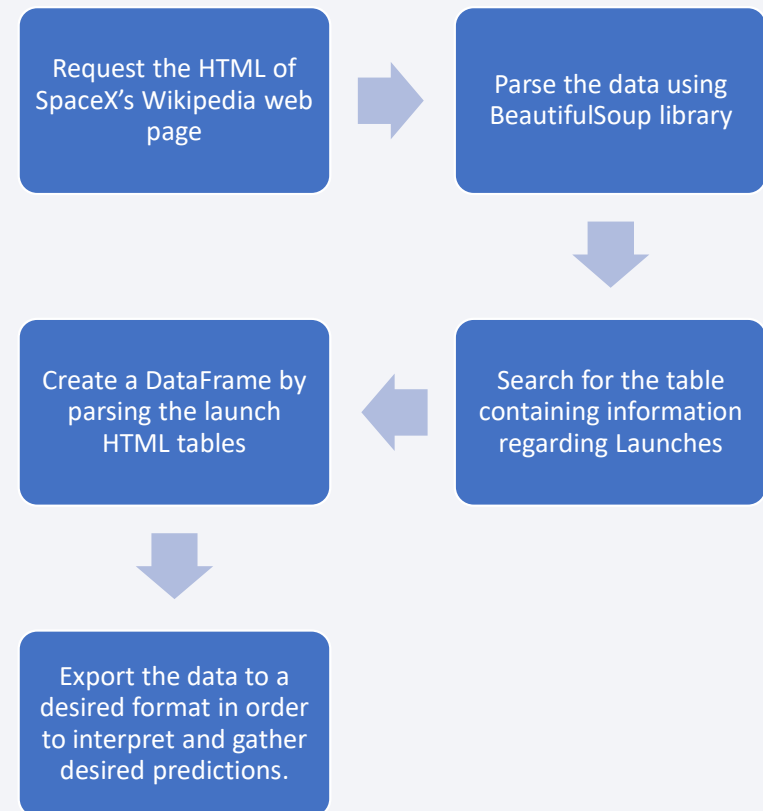 Request the HTML of
SpaceX’s Wikipedia web
page
Parse the data using
BeautifulSoup library
Search for the table
containing information
regarding Launches
Create a DataFrame by
parsing the launch
HTML tables
Export the data to a
desired format in order
to interpret and gather
desired predictions.